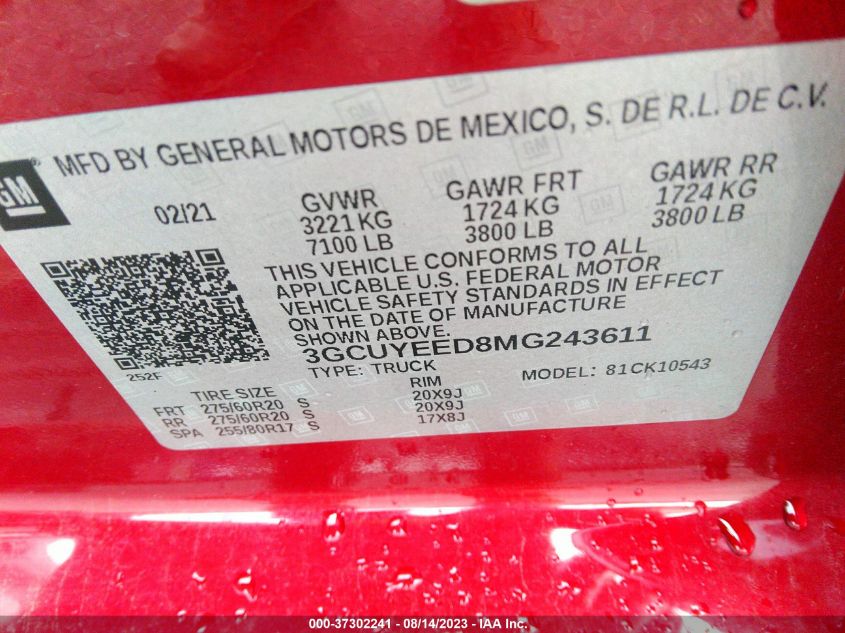 MFD BY GENERAL MOTORS DE MEXICO, S. DE R.L. DE C.V.
GM
02/21
GVWR
3221 KG
7100 LB
GAWR FRT
1724 KG
3800 LB
GAWR RR
1724 KG
3800 LB
THIS VEHICLE CONFORMS TO ALL
APPLICABLE U.S. FEDERAL MOTOR
VEHICLE SAFETY STANDARDS IN EFFECT
ON THE DATE OF MANUFACTURE
SHOWN ABOVE.
3GCUYEED8MG243611
252F
TYPE: TRUCK
MODEL: 81CK10543
TIRE SIZE RIM
FRT 275/60R20 S 20X9J
RR 275/60R20 S 20X9J
SPA 255/80R17 S 17X8J
000-37302241 - 08/14/2023 - IAA Inc.